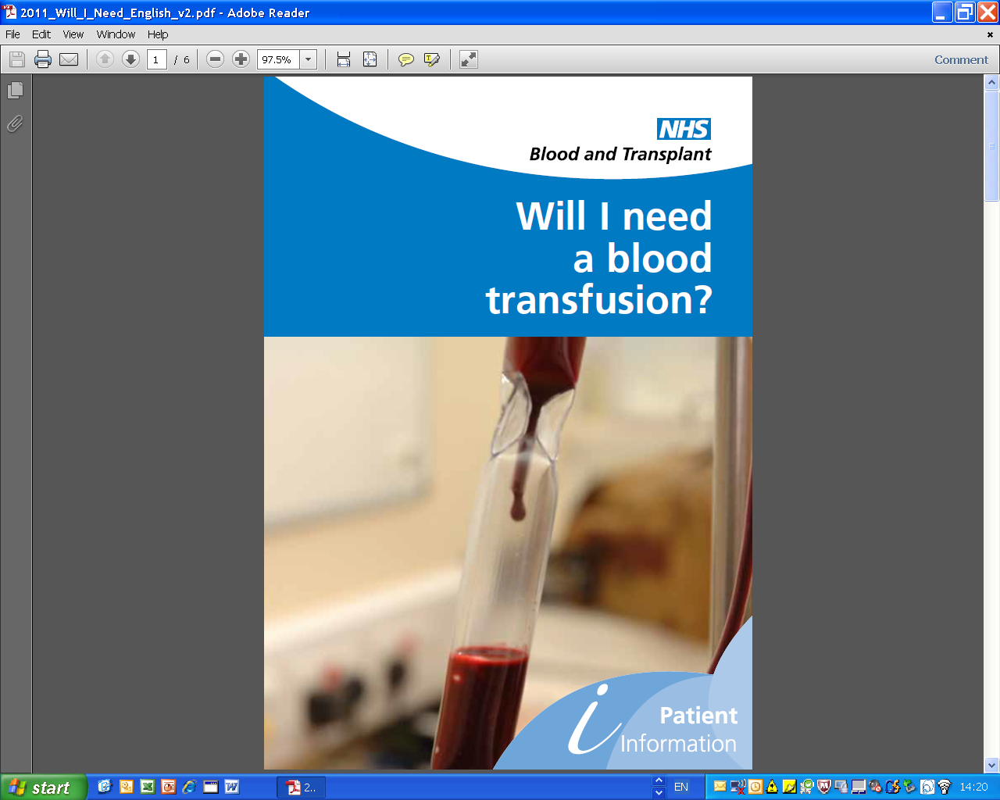 2011_Will_I_Need_English_v2.pdf - Adobe Reader
File Edit View Window Help
1 / 6 97.5% Comment
NHS
Blood and Transplant
Will I need
a blood
transfusion?
i
Patient
Information
start 2.. EN 14:20